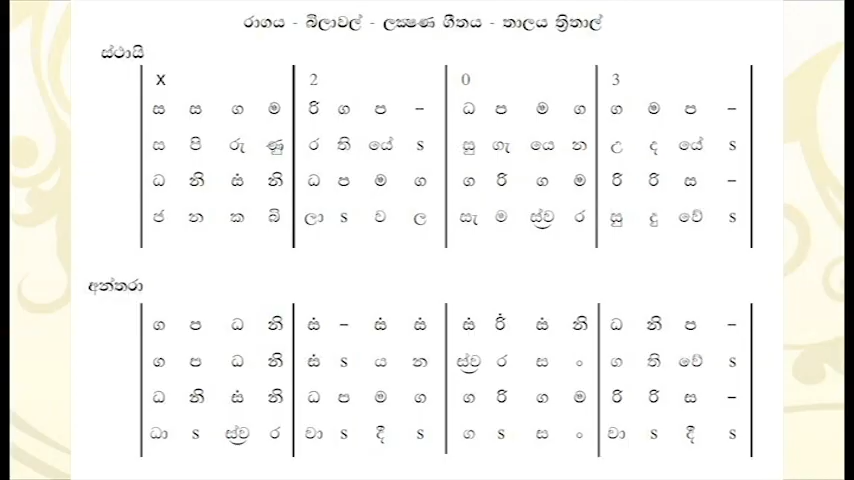 රාගය - බිලාවල් - ලක්‍ෂණ ගීතය - තාලය ත්‍රිතාල්
ස්ථායී
X 2 0 3
ස ස ග ම රි ග ප – ධ ප ම ග ග ම ප –
ස පි රු ණු ර ති යේ s සු ගැ යෙ න උ ද යේ s
ධ නි සං නි ධ ප ම ග ග රි ග ම රි රි ස –
ජ න ක බි ලා s ව ල සැ ම ස්ව ර සු දු වේ s
අන්තරා
ග ප ධ නි සං – සං සං සං රිං සං නි ධ නි ප –
ග ප ධ නි සං s ය න ස්ව ර ස ං ග ති වේ s
ධ නි සං නි ධ ප ම ග ග රි ග ම රි රි ස –
ධා s ස්ව ර වා s දී s ග s ස ං වා s දී s